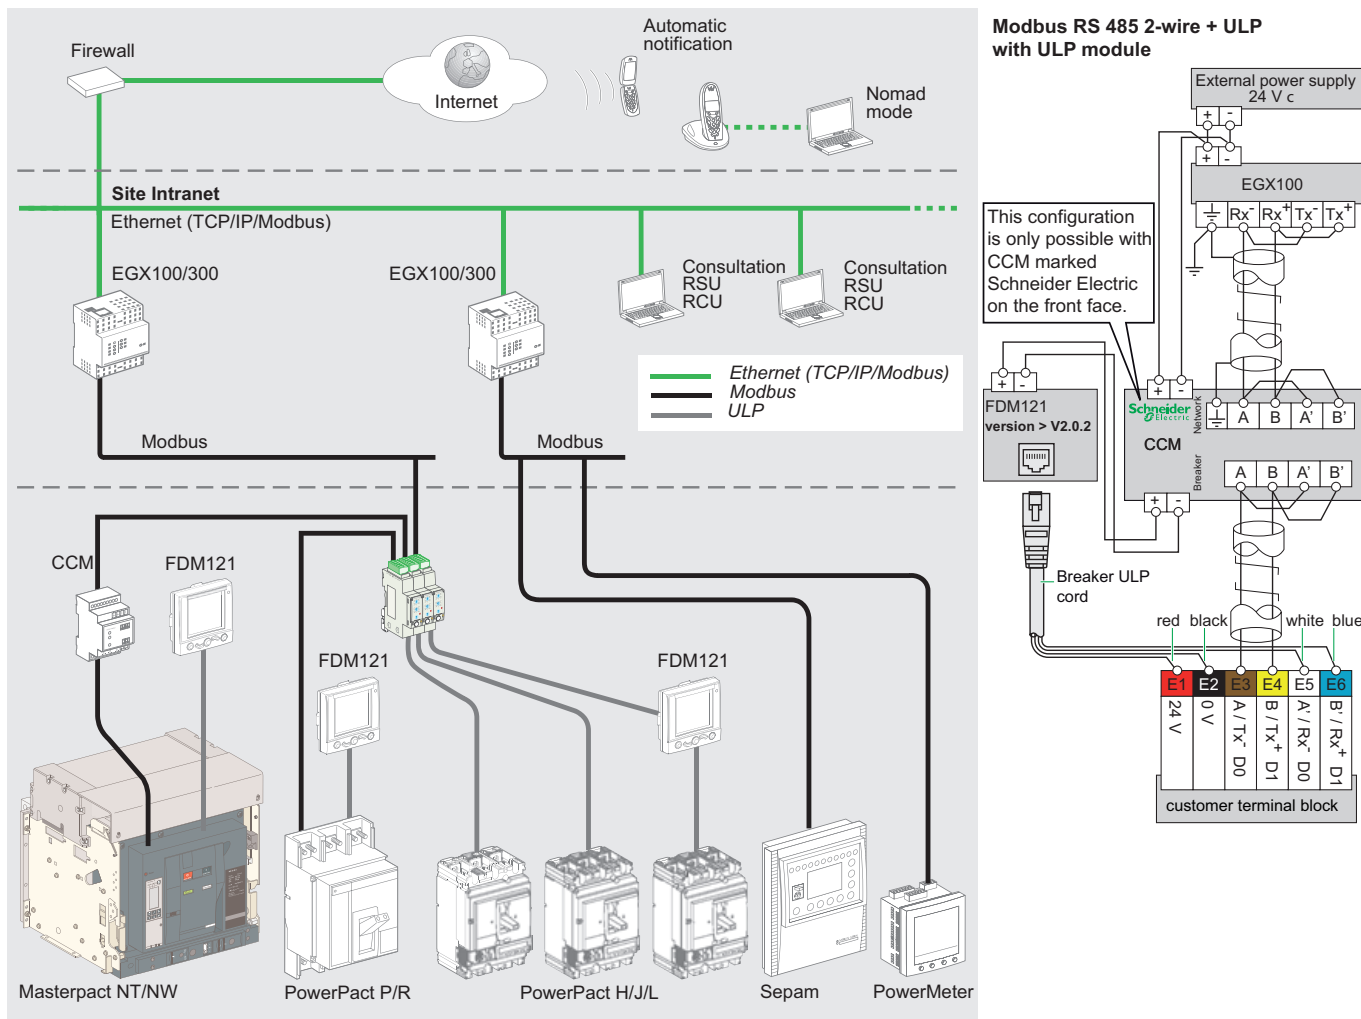 Firewall
Internet
Automatic
notification
Nomad
mode
Site Intranet
Ethernet (TCP/IP/Modbus)
EGX100/300
EGX100/300
Consultation
RSU
RCU
Consultation
RSU
RCU
Ethernet (TCP/IP/Modbus)
Modbus
ULP
Modbus
Modbus
CCM
FDM121
FDM121
FDM121
Masterpact NT/NW
PowerPact P/R
PowerPact H/J/L
Sepam
PowerMeter
Modbus RS 485 2-wire + ULP
with ULP module
External power supply
24 V c
+ -
+ -
EGX100
Rx- Rx+ Tx- Tx+
This configuration
is only possible with
CCM marked
Schneider Electric
on the front face.
+ -
FDM121
version > V2.0.2
+ -
Schneider
Electric
CCM
Network
A B A' B'
Breaker
A B A' B'
+ -
Breaker ULP
cord
red black white blue
E1 E2 E3 E4 E5 E6
24 V
0 V
A / Tx- D0
B / Tx+ D1
A' / Rx- D0
B' / Rx+ D1
customer terminal block